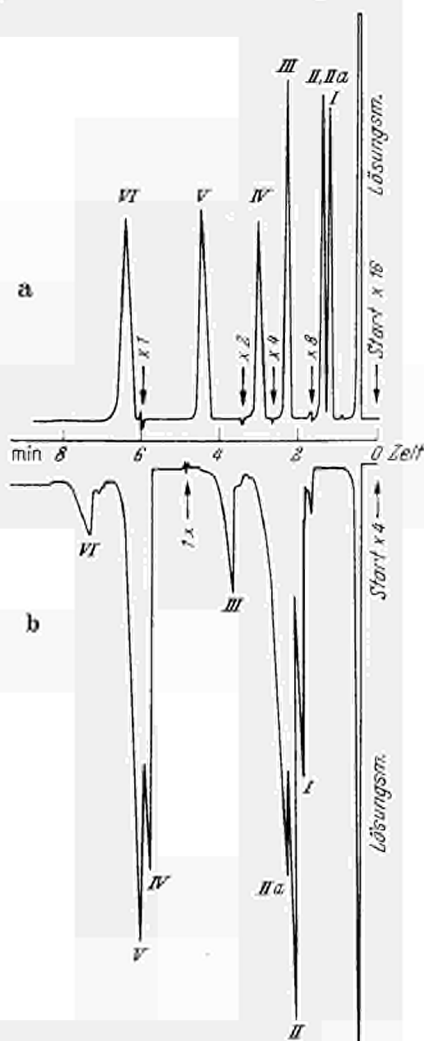 III
II, IIa
I
Lösungsm.
VI
V
IV
a
x 1
x 2
x 4
x 8
Start x 16
min 8 6 4 2 0 Zeit
1 x
Start x 4
VI
III
b
I
Lösungsm.
IV
IIa
V
II